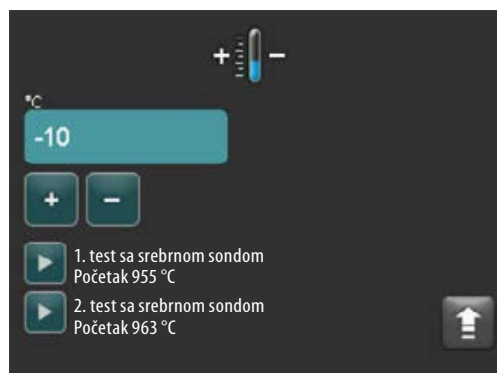 + −
°C
-10
+ −
1. test sa srebrnom sondom
Početak 955 °C
2. test sa srebrnom sondom
Početak 963 °C